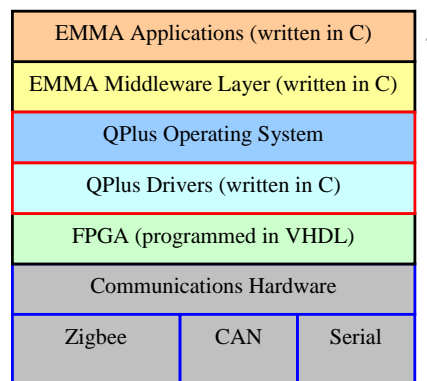 EMMA Applications (written in C)
EMMA Middleware Layer (written in C)
QPlus Operating System
QPlus Drivers (written in C)
FPGA (programmed in VHDL)
Communications Hardware
Zigbee CAN Serial